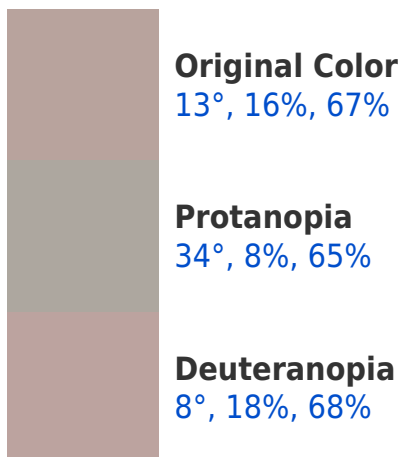 Original Color
13°, 16%, 67%
Protanopia
34°, 8%, 65%
Deuteranopia
8°, 18%, 68%